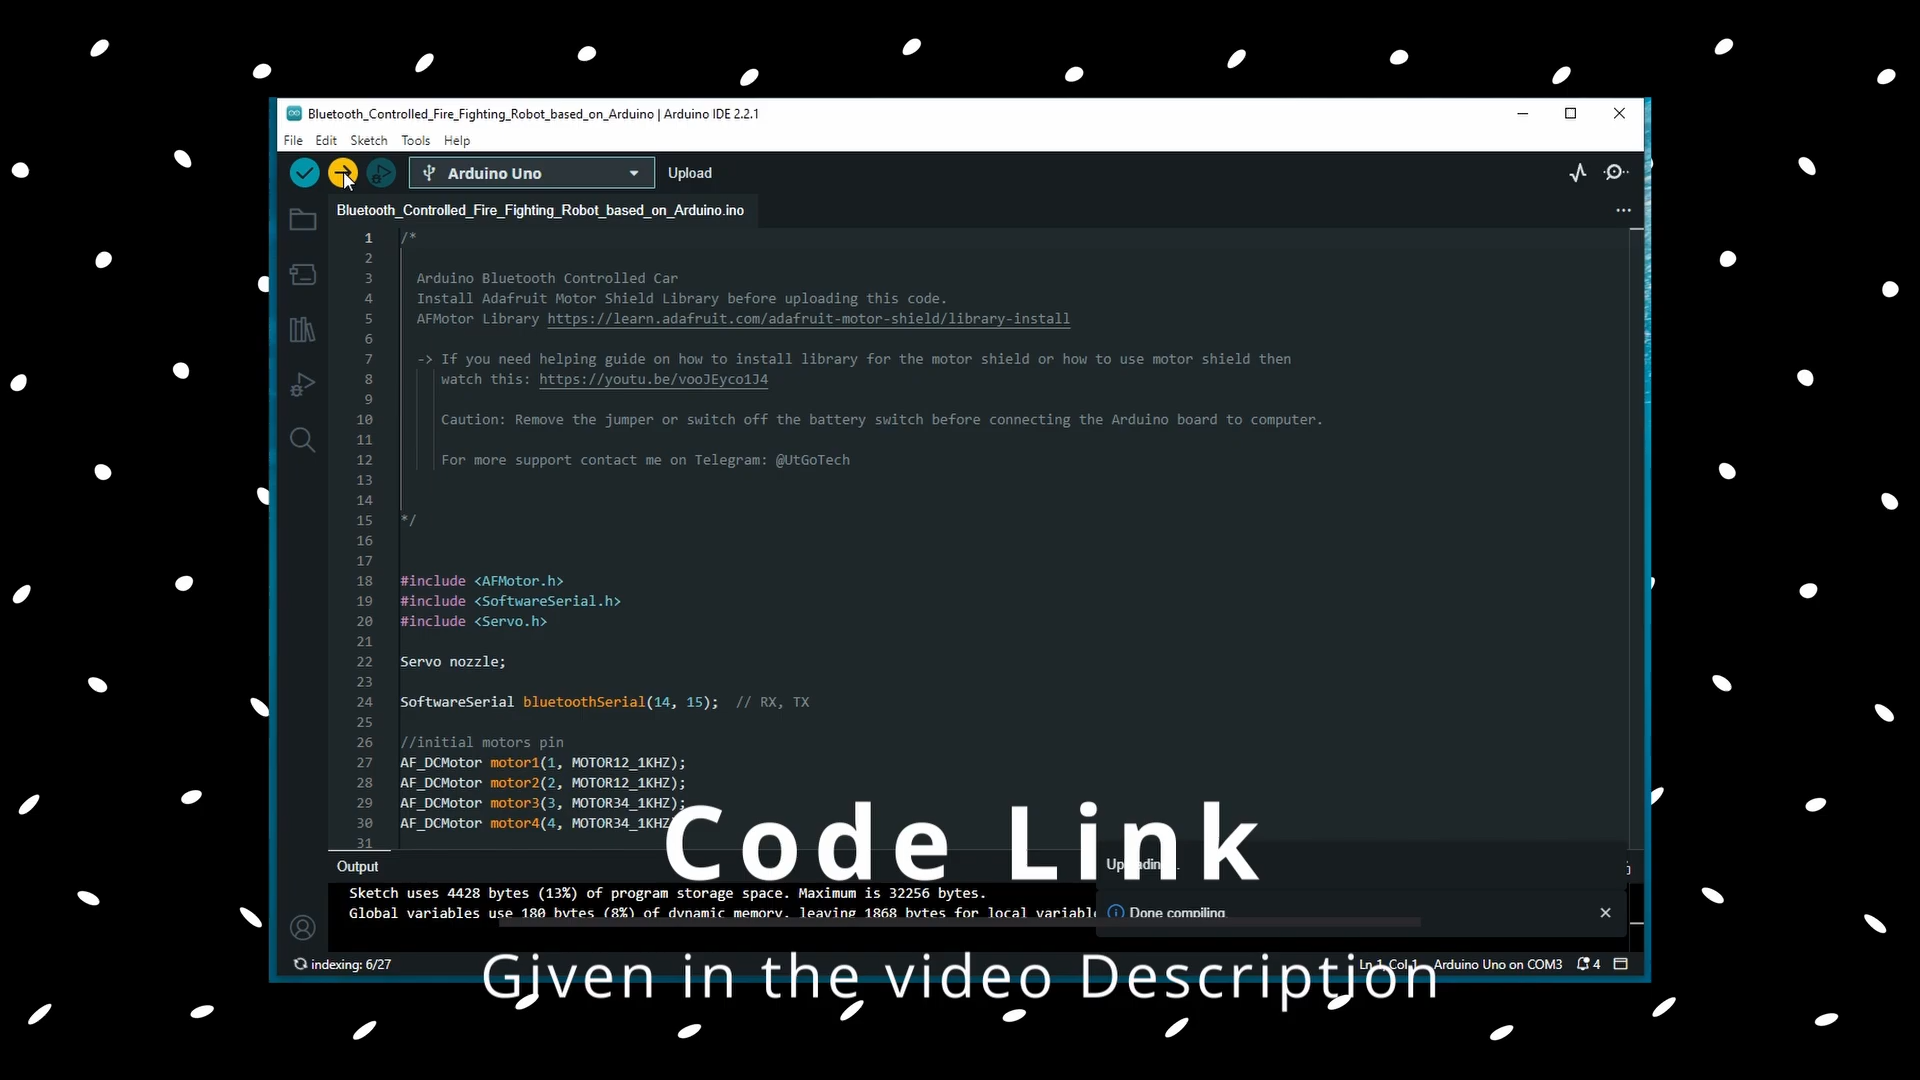 Bluetooth_Controlled_Fire_Fighting_Robot_based_on_Arduino | Arduino IDE 2.2.1
File Edit Sketch Tools Help
Arduino Uno Upload
Bluetooth_Controlled_Fire_Fighting_Robot_based_on_Arduino.ino
1 /*
2
3 Arduino Bluetooth Controlled Car
4 Install Adafruit Motor Shield Library before uploading this code.
5 AFMotor Library https://learn.adafruit.com/adafruit-motor-shield/library-install
6
7 -> If you need helping guide on how to install library for the motor shield or how to use motor shield then
8 watch this: https://youtu.be/vooJEyco1J4
9
10 Caution: Remove the jumper or switch off the battery switch before connecting the Arduino board to computer.
11
12 For more support contact me on Telegram: @UtGoTech
13
14
15 */
16
17
18 #include <AFMotor.h>
19 #include <SoftwareSerial.h>
20 #include <Servo.h>
21
22 Servo nozzle;
23
24 SoftwareSerial bluetoothSerial(14, 15); // RX, TX
25
26 //initial motors pin
27 AF_DCMotor motor1(1, MOTOR12_1KHZ);
28 AF_DCMotor motor2(2, MOTOR12_1KHZ);
29 AF_DCMotor motor3(3, MOTOR34_1KHZ);
30 AF_DCMotor motor4(4, MOTOR34_1KHZ
31
Code Link
Output
Sketch uses 4428 bytes (13%) of program storage space. Maximum is 32256 bytes.
Global variables use 180 bytes (8%) of dynamic memory, leaving 1868 bytes for local variabl
Done compiling.
indexing: 6/27
Ln 1, Col 1 Arduino Uno on COM3 4
Given in the video Description